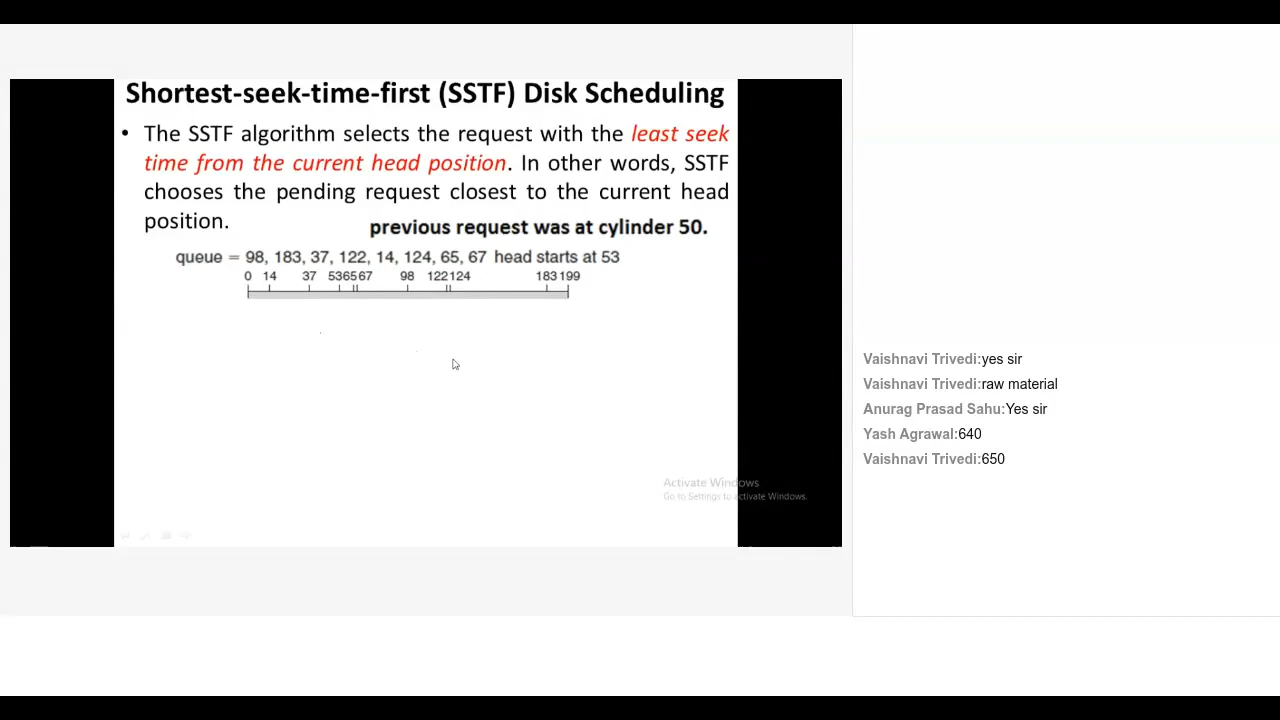 Shortest-seek-time-first (SSTF) Disk Scheduling
• The SSTF algorithm selects the request with the least seek
time from the current head position. In other words, SSTF
chooses the pending request closest to the current head
position.
previous request was at cylinder 50.
queue = 98, 183, 37, 122, 14, 124, 65, 67 head starts at 53
0 14 37 536567 98 122124 183199
Activate Windows
Go to Settings to activate Windows.
Vaishnavi Trivedi:yes sir
Vaishnavi Trivedi:raw material
Anurag Prasad Sahu:Yes sir
Yash Agrawal:640
Vaishnavi Trivedi:650